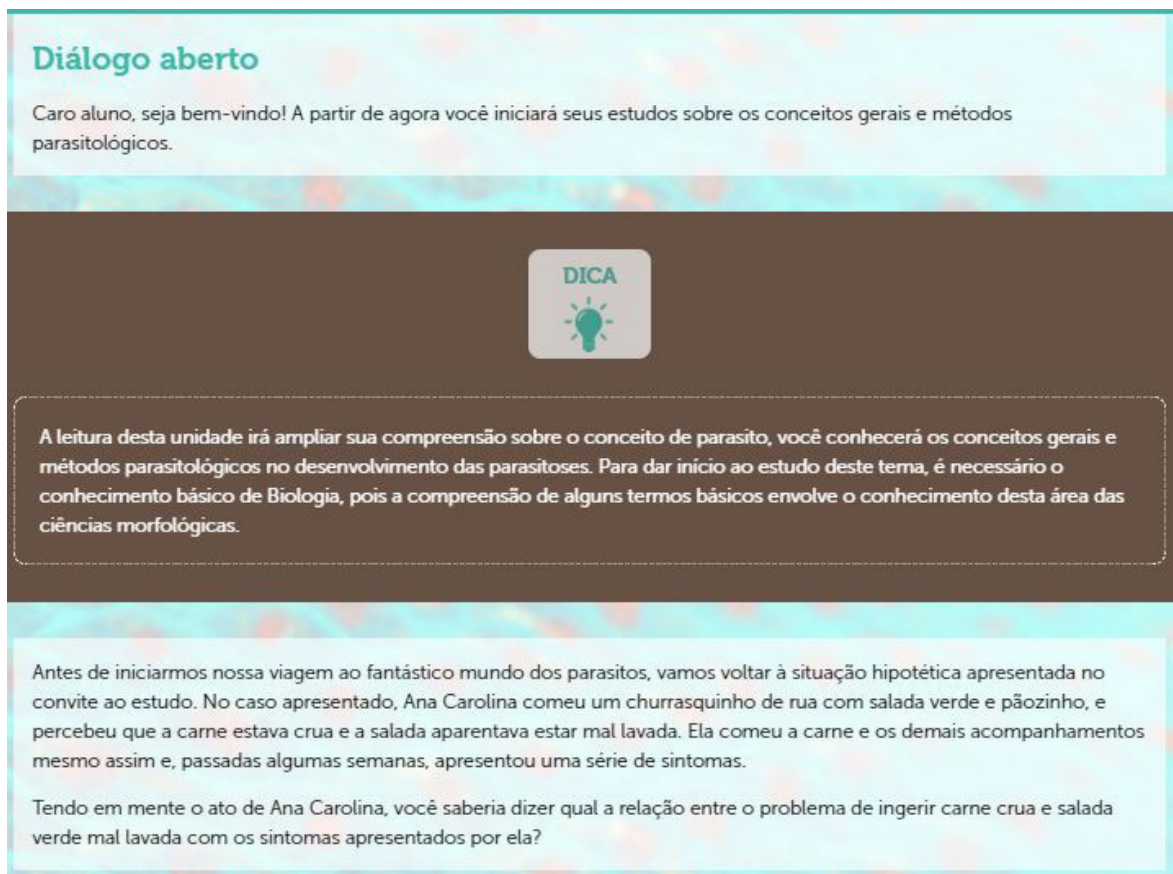 Diálogo aberto
Caro aluno, seja bem-vindo! A partir de agora você iniciará seus estudos sobre os conceitos gerais e métodos
parasitológicos.
DICA
A leitura desta unidade irá ampliar sua compreensão sobre o conceito de parasito, você conhecerá os conceitos gerais e
métodos parasitológicos no desenvolvimento das parasitoses. Para dar início ao estudo deste tema, é necessário o
conhecimento básico de Biologia, pois a compreensão de alguns termos básicos envolve o conhecimento desta área das
ciências morfológicas.
Antes de iniciarmos nossa viagem ao fantástico mundo dos parasitos, vamos voltar à situação hipotética apresentada no
convite ao estudo. No caso apresentado, Ana Carolina comeu um churrasquinho de rua com salada verde e pãozinho, e
percebeu que a carne estava crua e a salada aparentava estar mal lavada. Ela comeu a carne e os demais acompanhamentos
mesmo assim e, passadas algumas semanas, apresentou uma série de sintomas.
Tendo em mente o ato de Ana Carolina, você saberia dizer qual a relação entre o problema de ingerir carne crua e salada
verde mal lavada com os sintomas apresentados por ela?